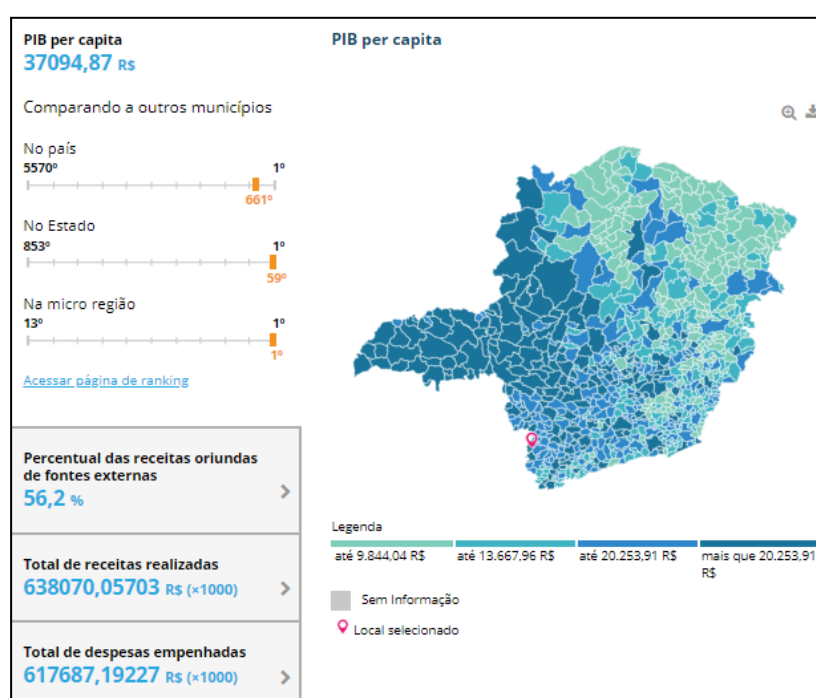 PIB per capita
37094,87 R$
Comparando a outros municípios
No país
5570º 1º
661º
No Estado
853º 1º
59º
Na micro região
13º 1º
1º
Acessar página de ranking
Percentual das receitas oriundas
de fontes externas
56,2 %
Total de receitas realizadas
638070,05703 R$ (×1000)
Total de despesas empenhadas
617687,19227 R$ (×1000)
PIB per capita
Legenda
até 9.844,04 R$ até 13.667,96 R$ até 20.253,91 R$ mais que 20.253,91
R$
Sem Informação
Local selecionado